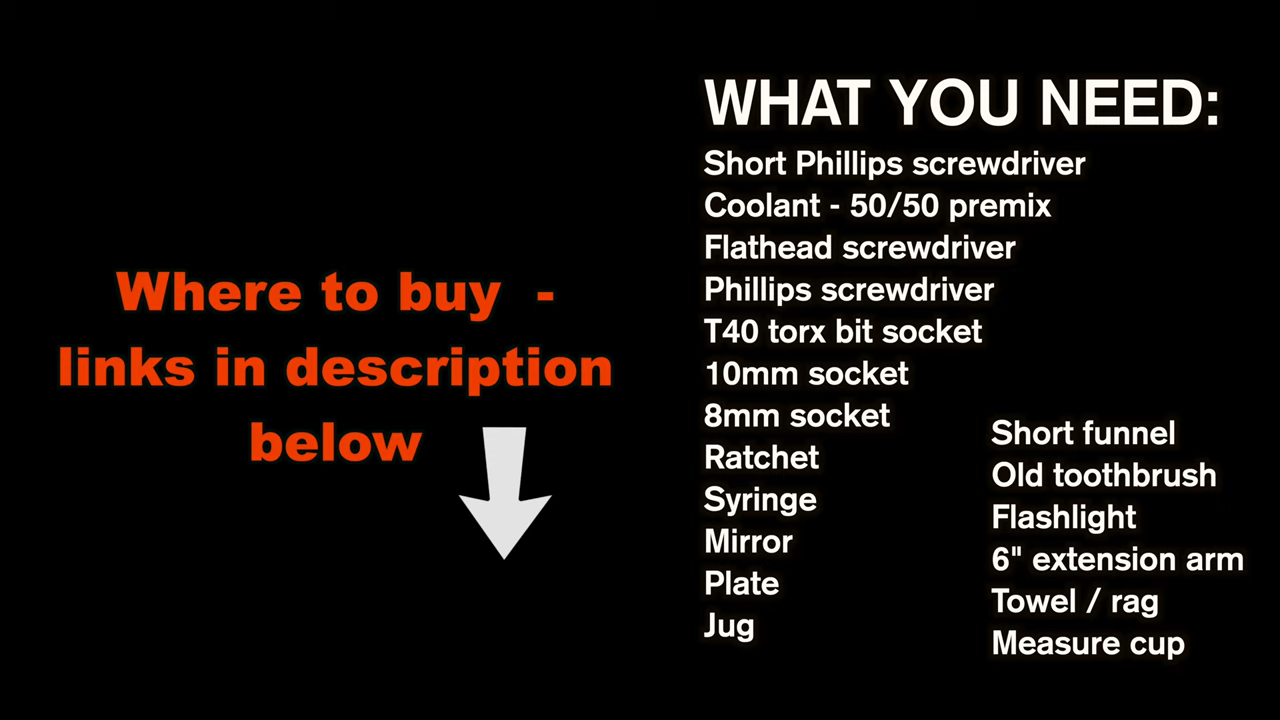 Where to buy  -
links in description
below
WHAT YOU NEED:
Short Phillips screwdriver
Coolant - 50/50 premix
Flathead screwdriver
Phillips screwdriver
T40 torx bit socket
10mm socket
8mm socket
Ratchet
Syringe
Mirror
Plate
Jug
Short funnel
Old toothbrush
Flashlight
6" extension arm
Towel / rag
Measure cup